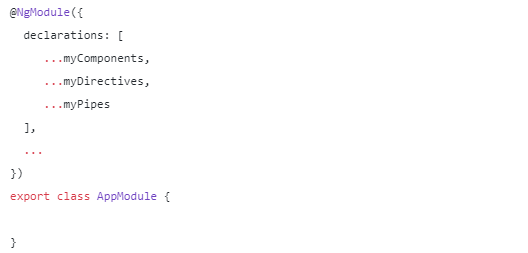 @NgModule({
  declarations: [
     ...myComponents,
     ...myDirectives,
     ...myPipes
  ],
  ...
})
export class AppModule {
}